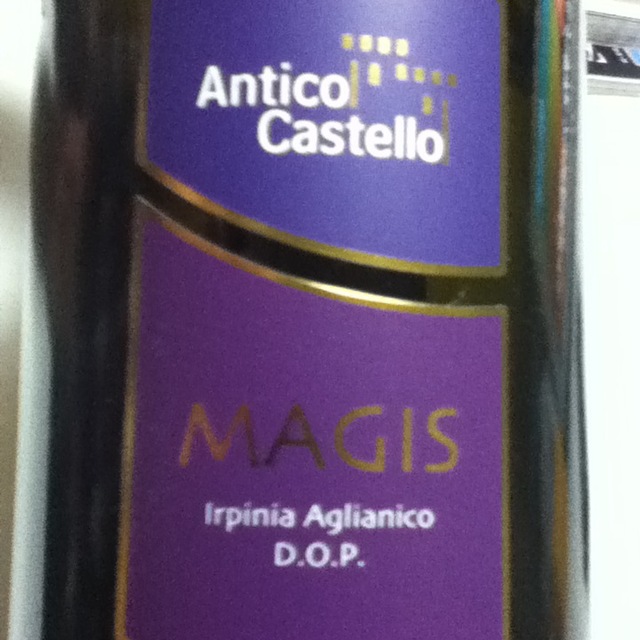 Antico
Castello
MAGIS
Irpinia Aglianico
D.O.P.